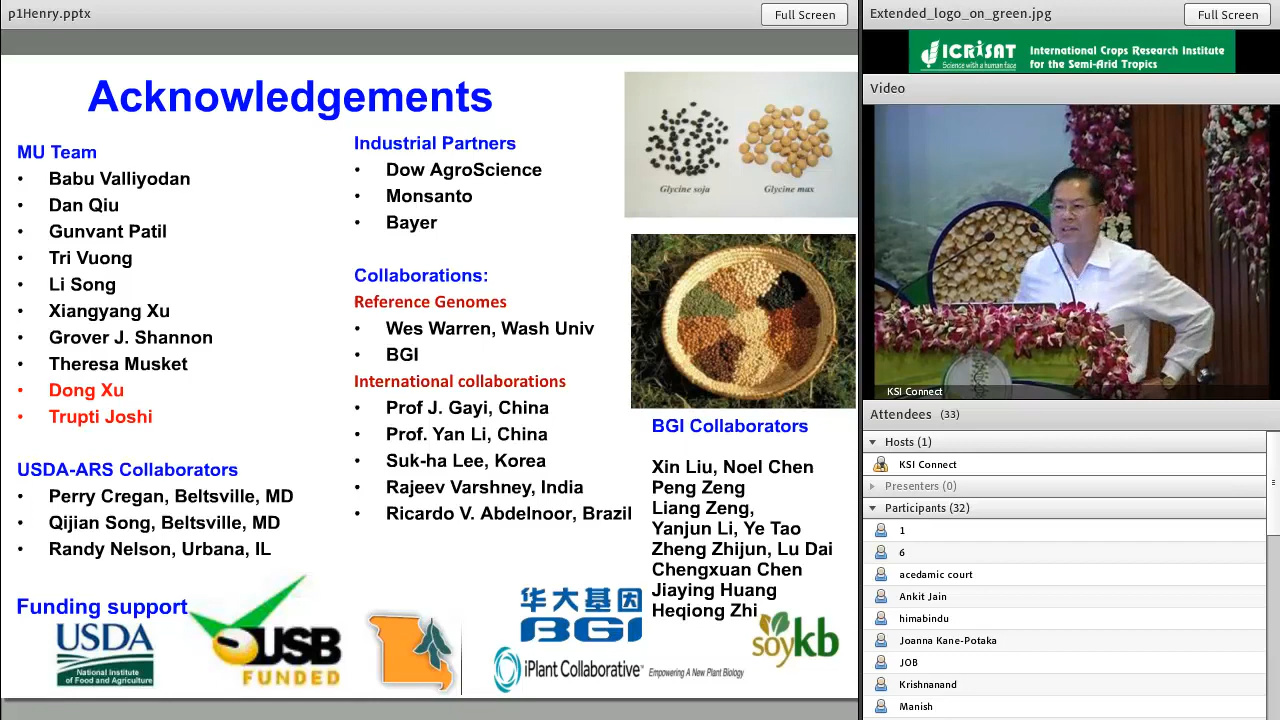 p1Henry.pptx
Full Screen
Acknowledgements
MU Team
• Babu Valliyodan
• Dan Qiu
• Gunvant Patil
• Tri Vuong
• Li Song
• Xiangyang Xu
• Grover J. Shannon
• Theresa Musket
• Dong Xu
• Trupti Joshi
USDA-ARS Collaborators
• Perry Cregan, Beltsville, MD
• Qijian Song, Beltsville, MD
• Randy Nelson, Urbana, IL
Industrial Partners
• Dow AgroScience
• Monsanto
• Bayer
Collaborations:
Reference Genomes
• Wes Warren, Wash Univ
• BGI
International collaborations
• Prof J. Gayi, China
• Prof. Yan Li, China
• Suk-ha Lee, Korea
• Rajeev Varshney, India
• Ricardo V. Abdelnoor, Brazil
Glycine soja
Glycine max
BGI Collaborators
Xin Liu, Noel Chen
Peng Zeng
Liang Zeng,
Yanjun Li, Ye Tao
Zheng Zhijun, Lu Dai
Chengxuan Chen
Jiaying Huang
Heqiong Zhi
Funding support
USDA
National Institute
of Food and Agriculture
USB
FUNDED
华大基因
BGI
iPlant Collaborative™
Empowering A New Plant Biology
soykb
Extended_logo_on_green.jpg
Full Screen
ICRISAT
Science with a human face
International Crops Research Institute
for the Semi-Arid Tropics
Video
KSI Connect
Attendees (33)
Hosts (1)
KSI Connect
Presenters (0)
Participants (32)
1
6
acedamic court
Ankit Jain
himabindu
Joanna Kane-Potaka
JOB
Krishnanand
Manish